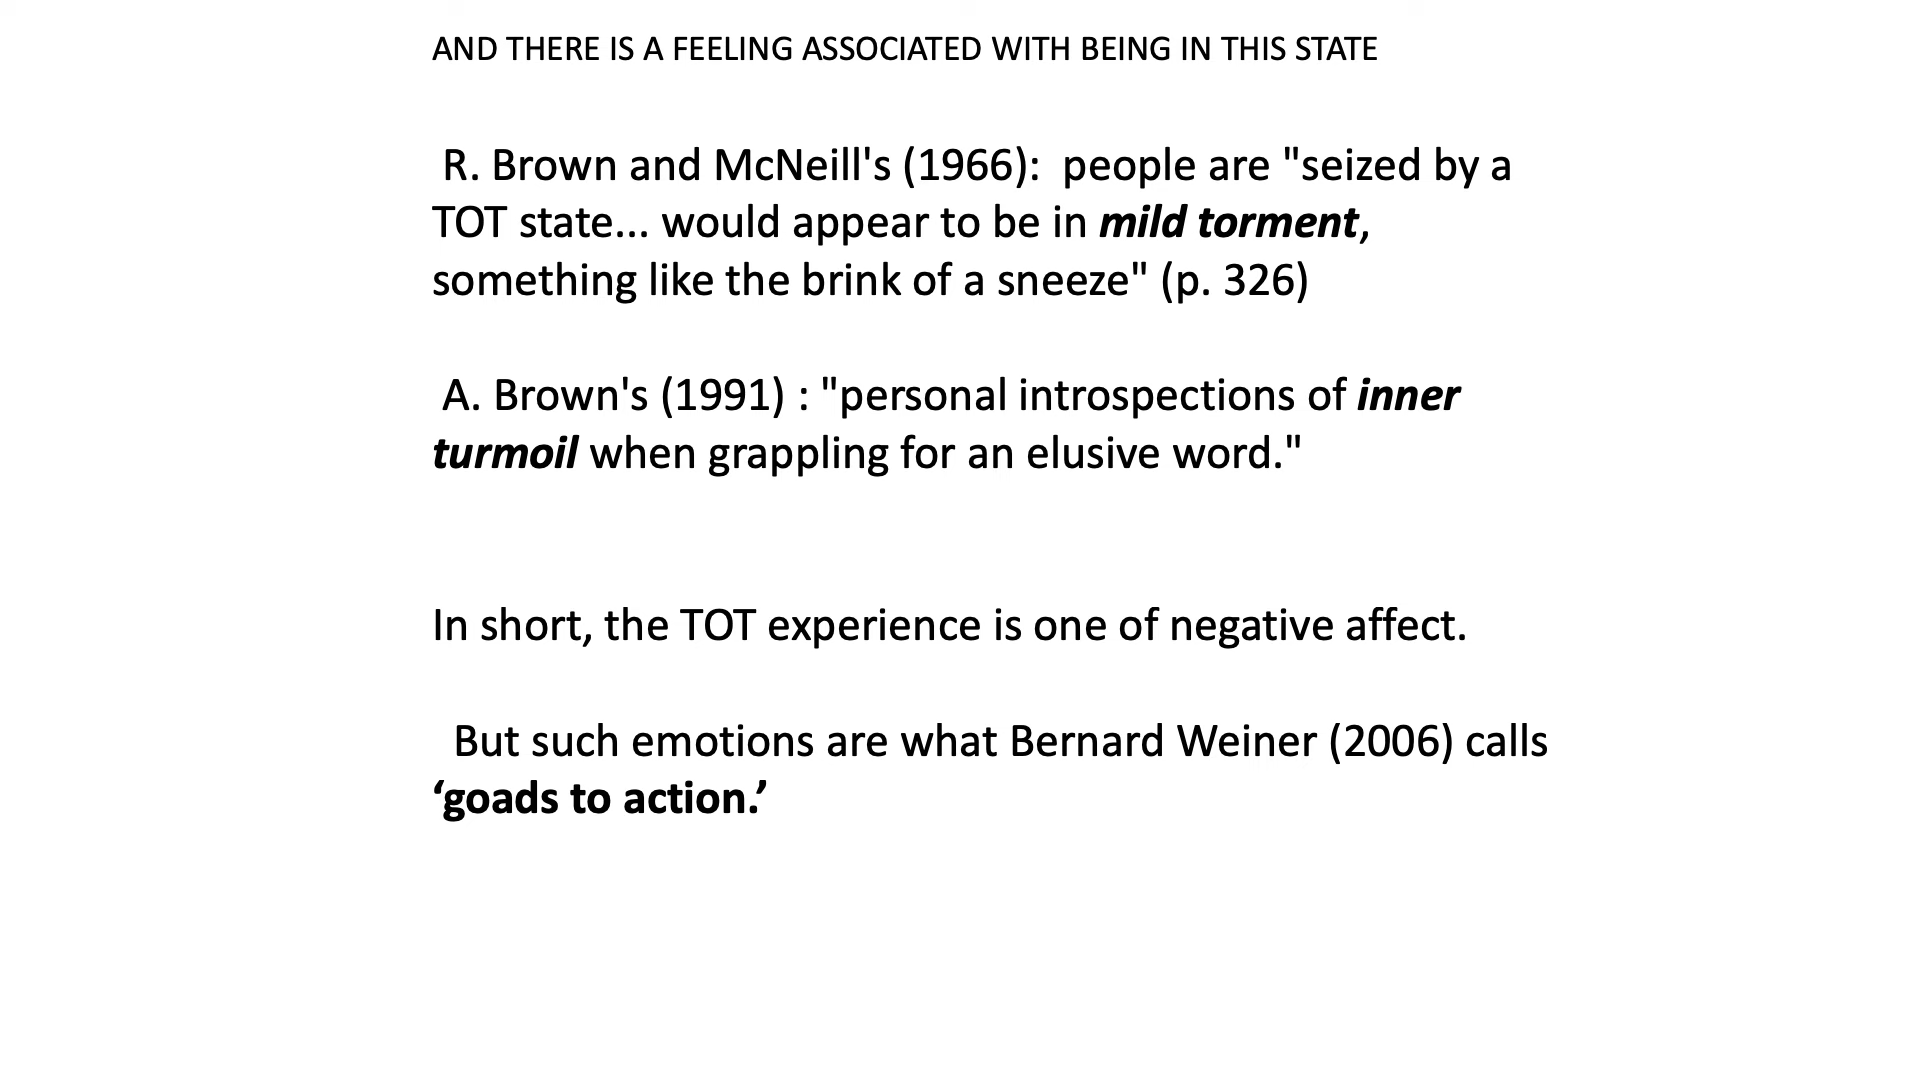 AND THERE IS A FEELING ASSOCIATED WITH BEING IN THIS STATE
R. Brown and McNeill's (1966):  people are "seized by a
TOT state... would appear to be in mild torment,
something like the brink of a sneeze" (p. 326)
A. Brown's (1991) : "personal introspections of inner
turmoil when grappling for an elusive word."
In short, the TOT experience is one of negative affect.
But such emotions are what Bernard Weiner (2006) calls
‘goads to action.’